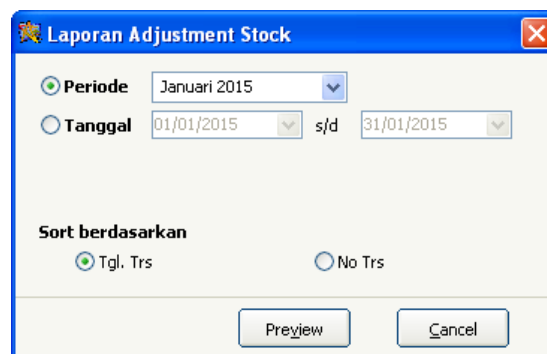 Laporan Adjustment Stock
Periode Januari 2015
Tanggal 01/01/2015 s/d 31/01/2015
Sort berdasarkan
Tgl. Trs No Trs
Preview Cancel